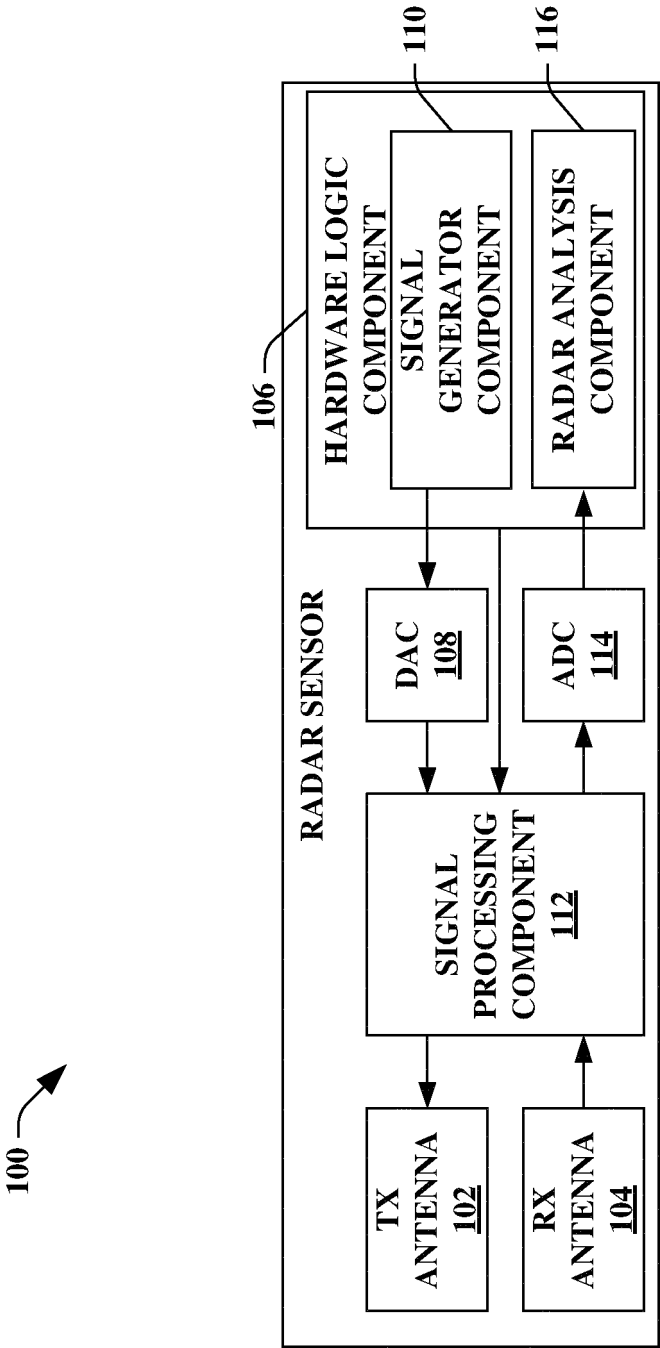 100
RADAR SENSOR
TX
ANTENNA
102
RX
ANTENNA
104
SIGNAL
PROCESSING
COMPONENT
112
DAC
108
ADC
114
106
HARDWARE LOGIC
COMPONENT
SIGNAL
GENERATOR
COMPONENT
110
RADAR ANALYSIS
COMPONENT
116